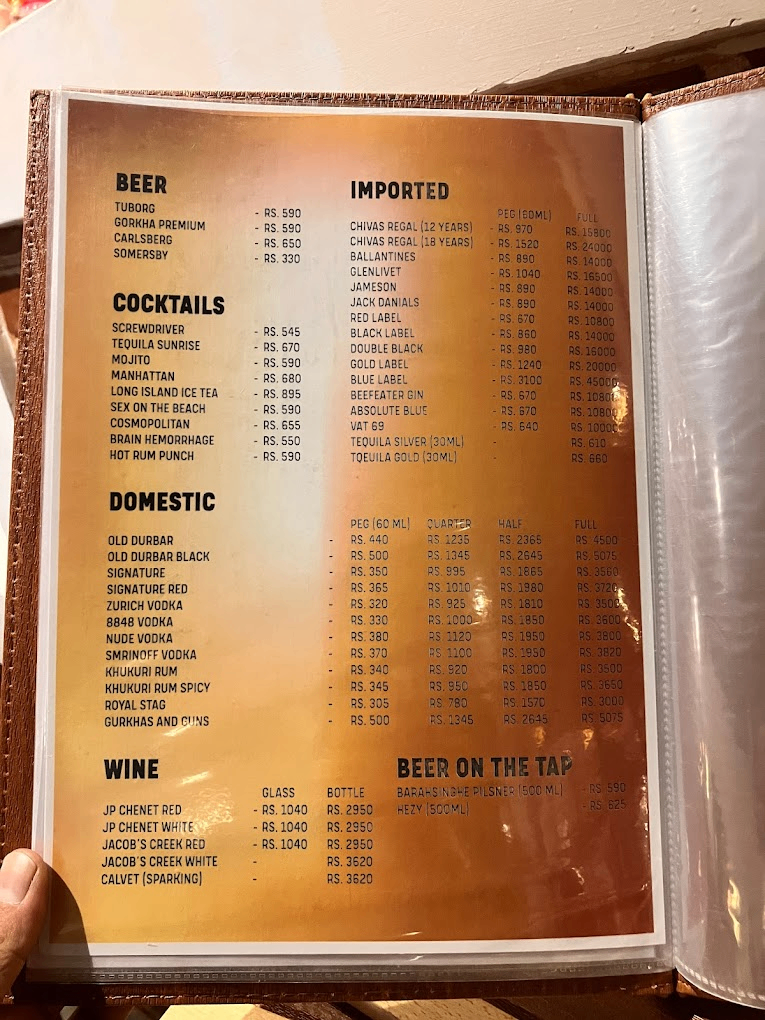 BEER
TUBORG - RS. 590
GORKHA PREMIUM - RS. 590
CARLSBERG - RS. 650
SOMERSBY - RS. 330
COCKTAILS
SCREWDRIVER - RS. 545
TEQUILA SUNRISE - RS. 670
MOJITO - RS. 590
MANHATTAN - RS. 680
LONG ISLAND ICE TEA - RS. 895
SEX ON THE BEACH - RS. 590
COSMOPOLITAN - RS. 655
BRAIN HEMORRHAGE - RS. 550
HOT RUM PUNCH - RS. 590
IMPORTED
PEG (60ML) FULL
CHIVAS REGAL (12 YEARS) - RS. 970 RS. 15800
CHIVAS REGAL (18 YEARS) - RS. 1520 RS. 24000
BALLANTINES - RS. 890 RS. 14000
GLENLIVET - RS. 1040 RS. 16500
JAMESON - RS. 890 RS. 14000
JACK DANIALS - RS. 890 RS. 14000
RED LABEL - RS. 670 RS. 10800
BLACK LABEL - RS. 860 RS. 14000
DOUBLE BLACK - RS. 980 RS. 16000
GOLD LABEL - RS. 1240 RS. 20000
BLUE LABEL - RS. 3100 RS. 45000
BEEFEATER GIN - RS. 670 RS. 10800
ABSOLUTE BLUE - RS. 670 RS. 10800
VAT 69 - RS. 640 RS. 10000
TEQUILA SILVER (30ML) - RS. 610
TQEUILA GOLD (30ML) - RS. 660
DOMESTIC
PEG (60 ML) QUARTER HALF FULL
OLD DURBAR - RS. 440 RS. 1235 RS. 2365 RS. 4500
OLD DURBAR BLACK - RS. 500 RS. 1345 RS. 2645 RS. 5075
SIGNATURE - RS. 350 RS. 995 RS. 1865 RS. 3560
SIGNATURE RED - RS. 365 RS. 1010 RS. 1980 RS. 3720
ZURICH VODKA - RS. 320 RS. 925 RS. 1810 RS. 3500
8848 VODKA - RS. 330 RS. 1000 RS. 1850 RS. 3600
NUDE VODKA - RS. 380 RS. 1120 RS. 1950 RS. 3800
SMRINOFF VODKA - RS. 370 RS. 1100 RS. 1950 RS. 3820
KHUKURI RUM - RS. 340 RS. 920 RS. 1800 RS. 3500
KHUKURI RUM SPICY - RS. 345 RS. 950 RS. 1850 RS. 3650
ROYAL STAG - RS. 305 RS. 780 RS. 1570 RS. 3000
GURKHAS AND GUNS - RS. 500 RS. 1345 RS. 2645 RS. 5075
WINE
GLASS BOTTLE
JP CHENET RED - RS. 1040 RS. 2950
JP CHENET WHITE - RS. 1040 RS. 2950
JACOB'S CREEK RED - RS. 1040 RS. 2950
JACOB'S CREEK WHITE - RS. 3620
CALVET (SPARKING) - RS. 3620
BEER ON THE TAP
BARAHSINGHE PILSNER (500 ML) - RS. 590
HEZY (500ML) - RS. 625